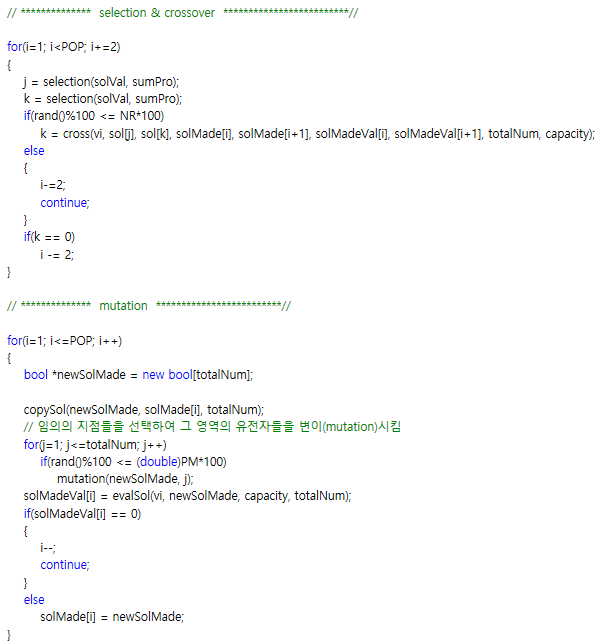 // ************** selection & crossover *************************//
for(i=1; i<POP; i+=2)
{
j = selection(solVal, sumPro);
k = selection(solVal, sumPro);
if(rand()%100 <= NR*100)
k = cross(vi, sol[j], sol[k], solMade[i], solMade[i+1], solMadeVal[i], solMadeVal[i+1], totalNum, capacity);
else
{
i-=2;
continue;
}
if(k == 0)
i -= 2;
}
// ************** mutation *************************//
for(i=1; i<=POP; i++)
{
bool *newSolMade = new bool[totalNum];
copySol(newSolMade, solMade[i], totalNum);
// 임의의 지점들을 선택하여 그 영역의 유전자들을 변이(mutation)시킴
for(j=1; j<=totalNum; j++)
if(rand()%100 <= (double)PM*100)
mutation(newSolMade, j);
solMadeVal[i] = evalSol(vi, newSolMade, capacity, totalNum);
if(solMadeVal[i] == 0)
{
i--;
continue;
}
else
solMade[i] = newSolMade;
}